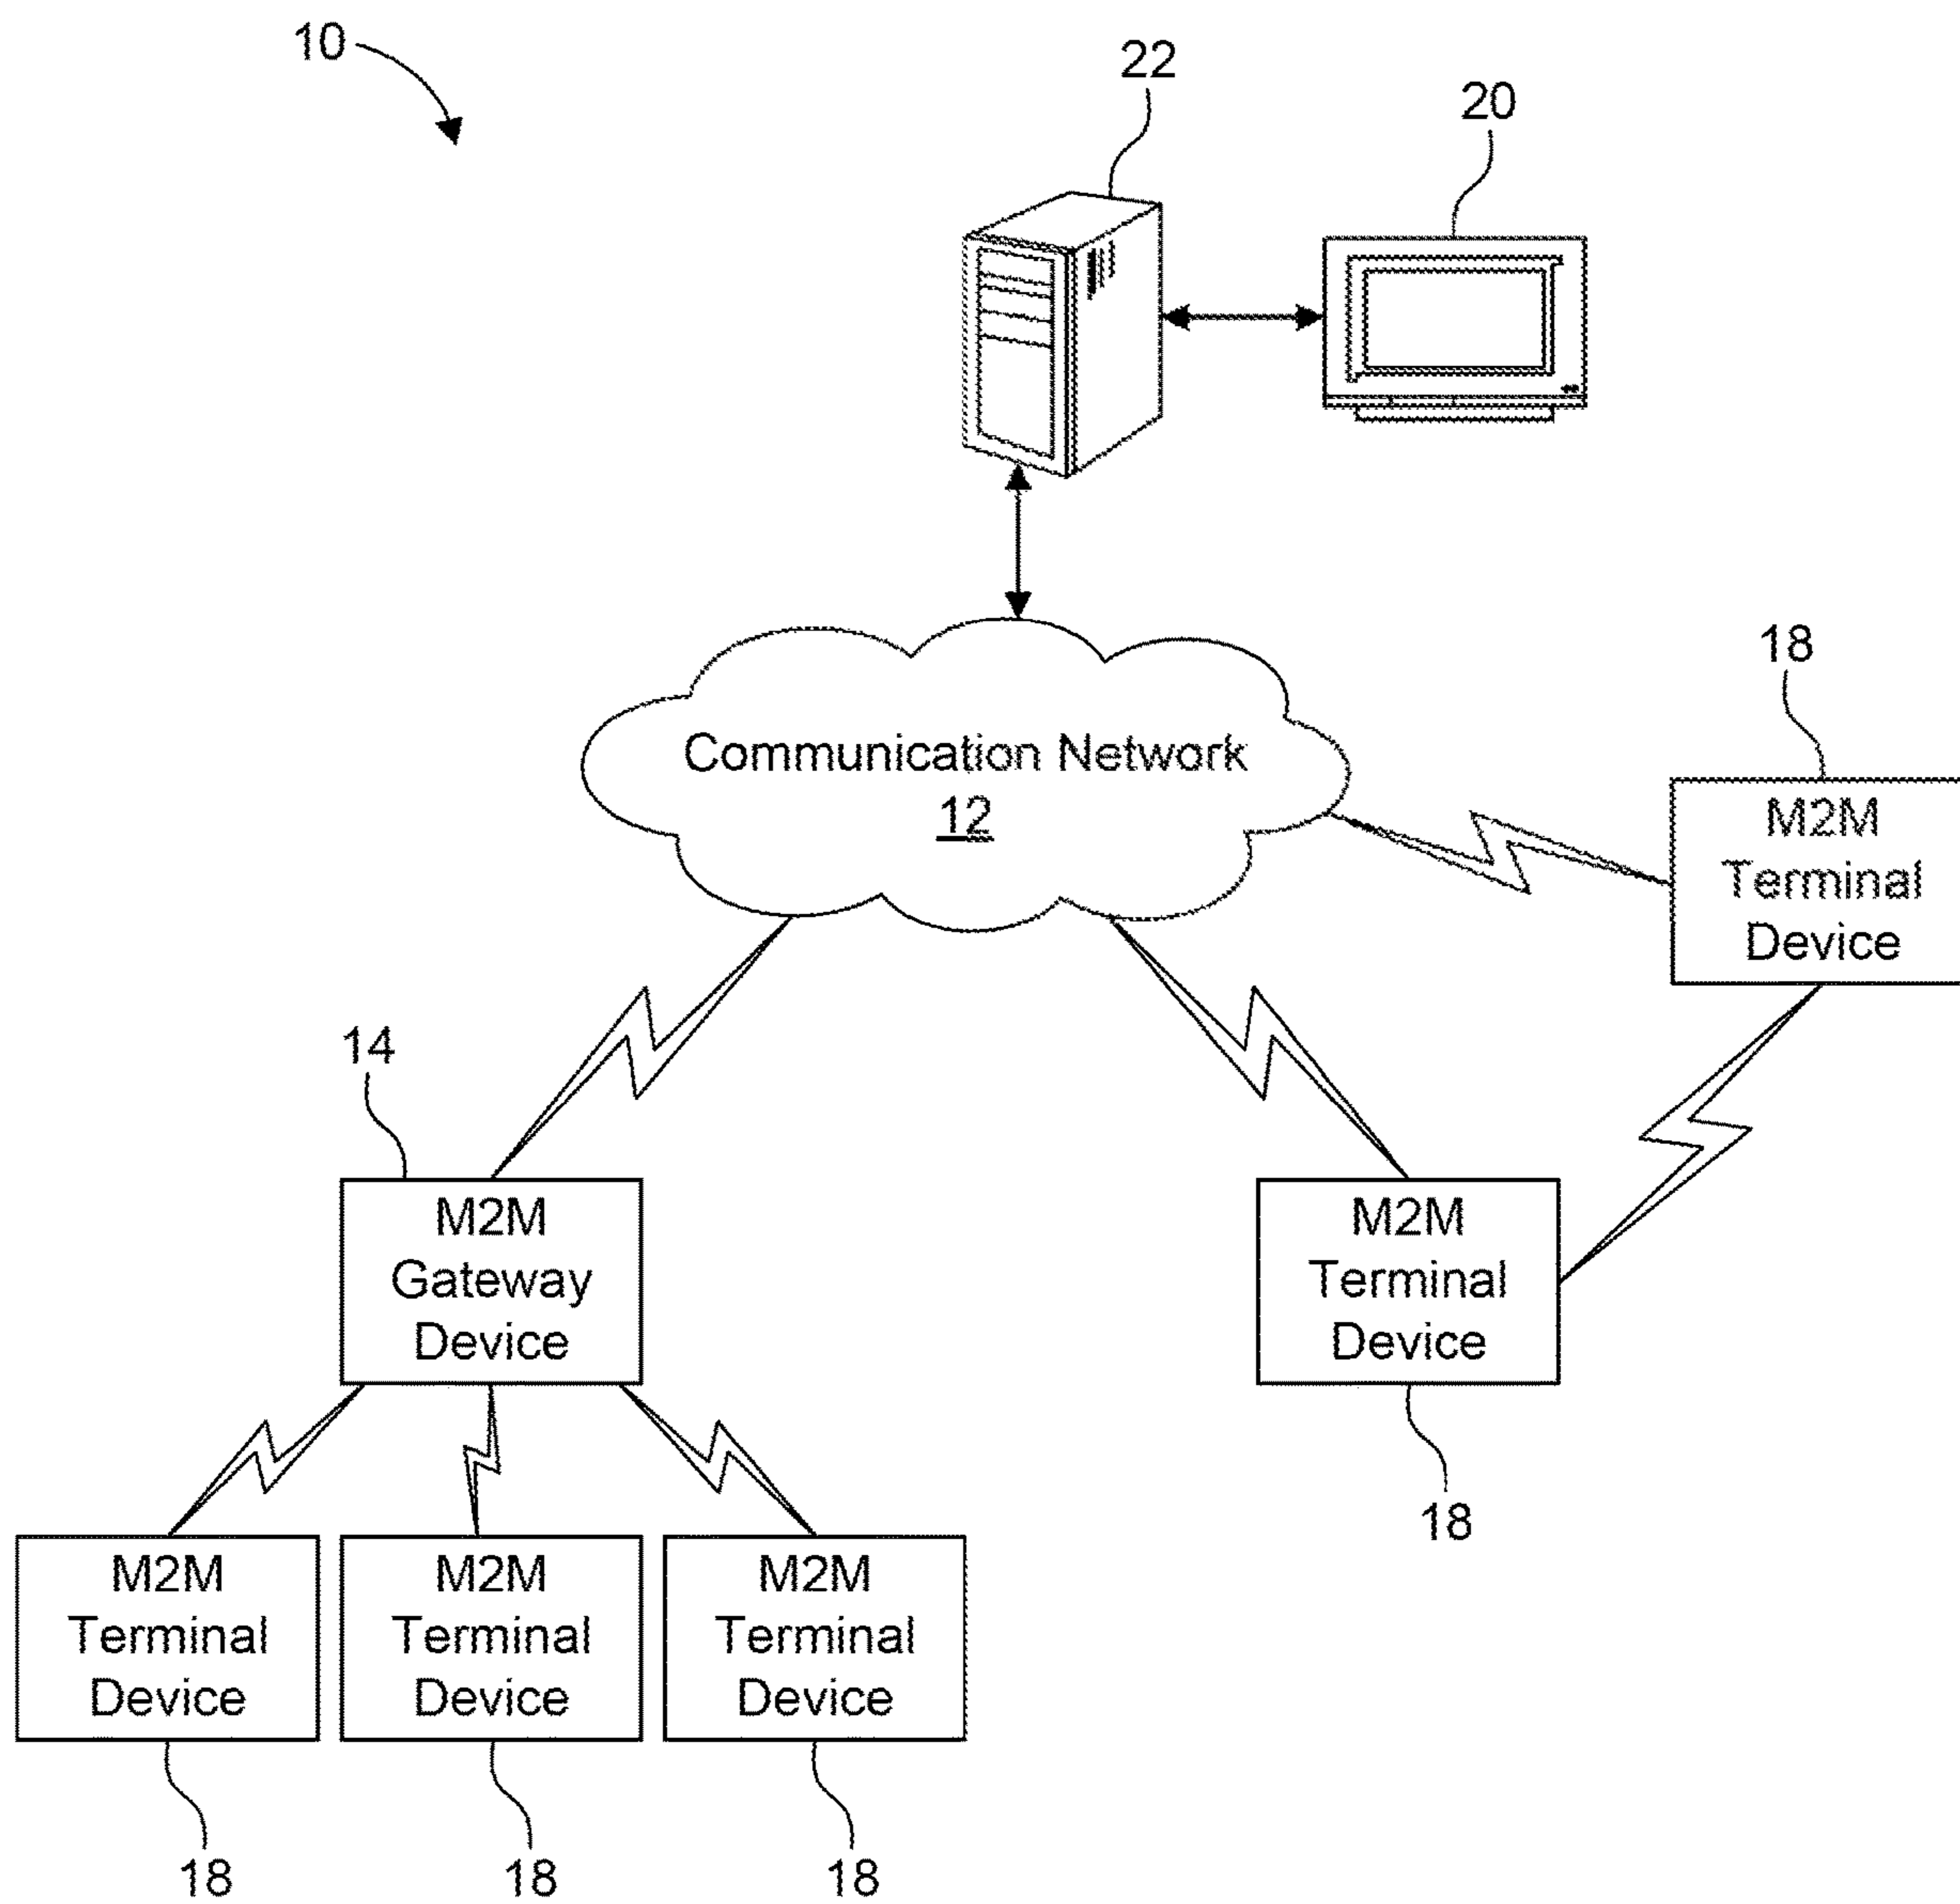 10
22
20
Communication Network
12
18
M2M
Terminal
Device
14
M2M
Gateway
Device
M2M
Terminal
Device
18
M2M
Terminal
Device
M2M
Terminal
Device
M2M
Terminal
Device
18
18
18